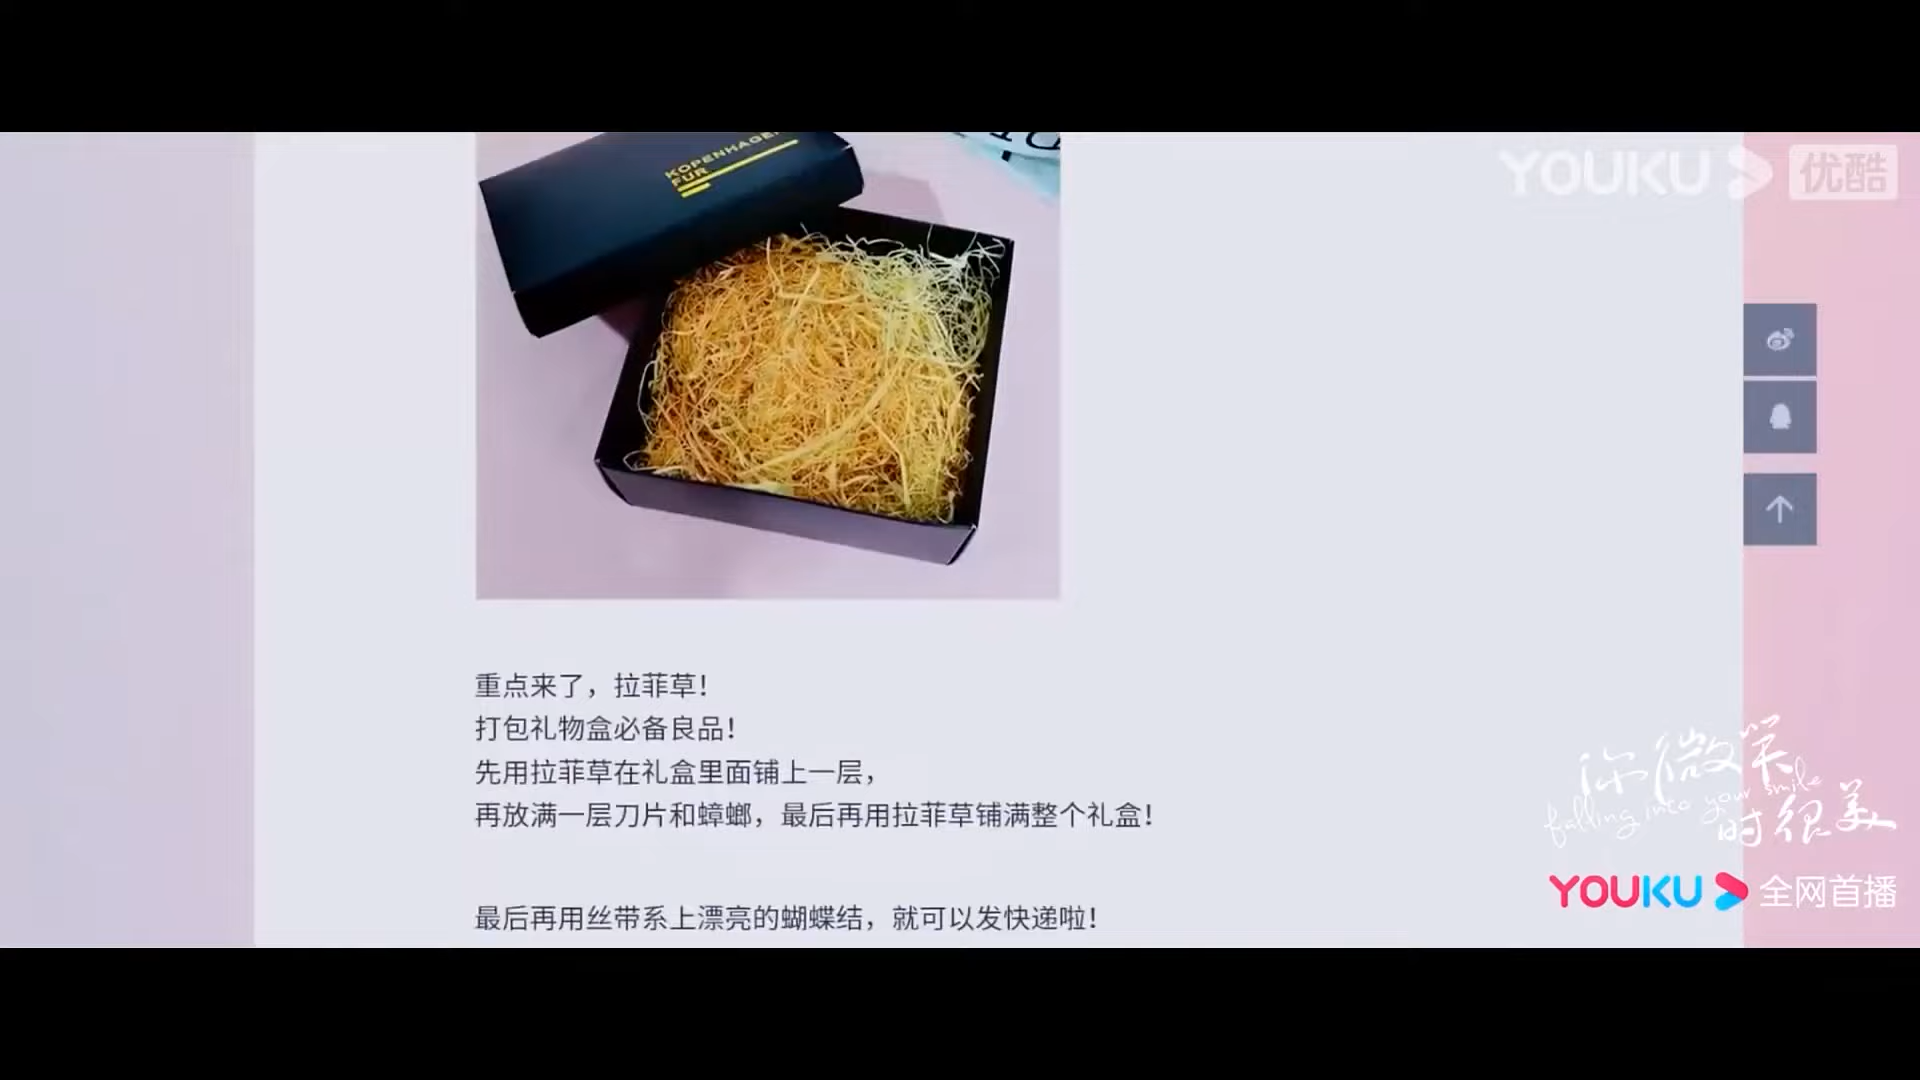 KOPENHAGEN
FUR
YOUKU 优酷
重点来了，拉菲草！
打包礼物盒必备良品！
先用拉菲草在礼盒里面铺上一层，
再放满一层刀片和蟑螂，最后再用拉菲草铺满整个礼盒！
最后再用丝带系上漂亮的蝴蝶结，就可以发快递啦！
你微笑
falling into your smile
时很美
YOUKU 全网首播